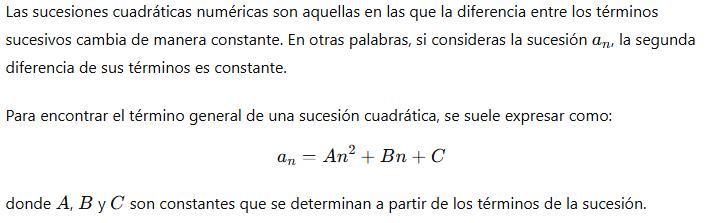 Las sucesiones cuadráticas numéricas son aquellas en las que la diferencia entre los términos
sucesivos cambia de manera constante. En otras palabras, si consideras la sucesión aₙ, la segunda
diferencia de sus términos es constante.
Para encontrar el término general de una sucesión cuadrática, se suele expresar como:
aₙ = An² + Bn + C
donde A, B y C son constantes que se determinan a partir de los términos de la sucesión.